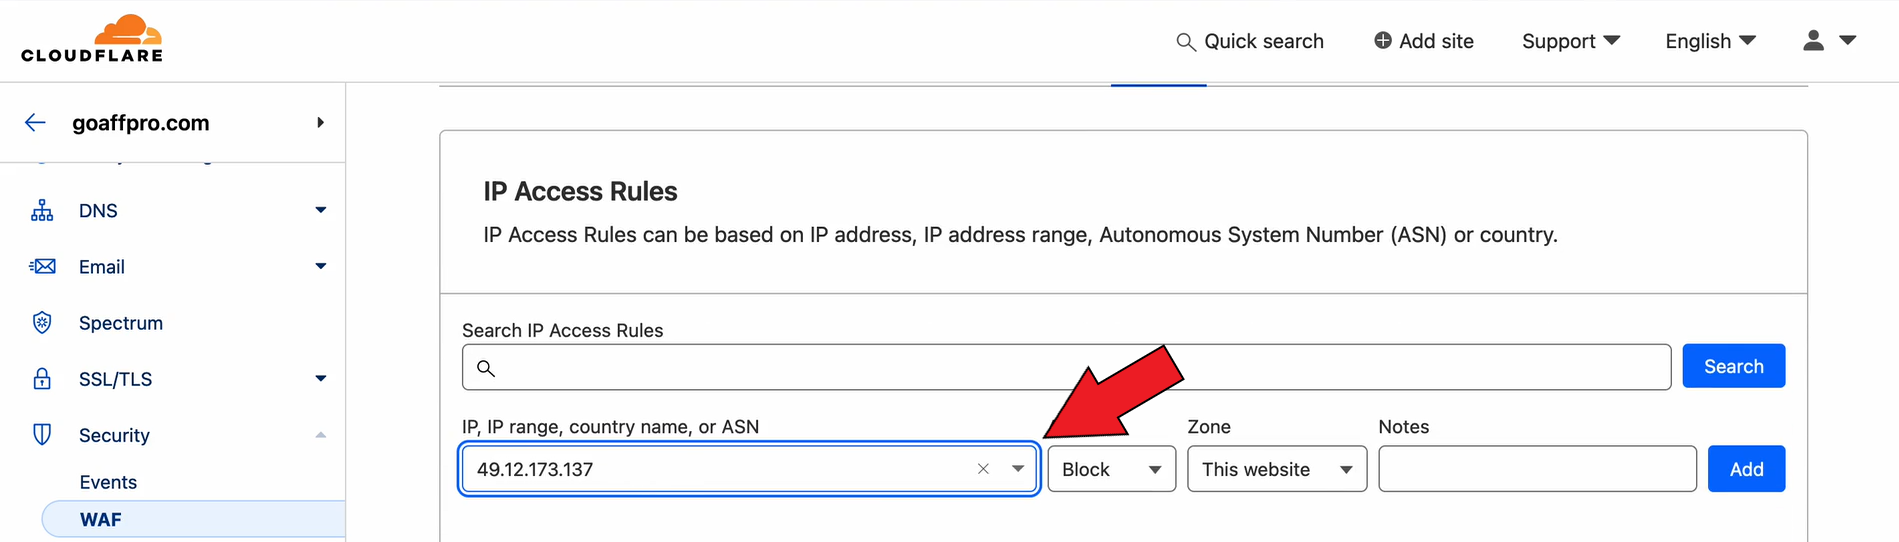 CLOUDFLARE
Quick search
Add site
Support
English
goaffpro.com
DNS
Email
Spectrum
SSL/TLS
Security
Events
WAF
IP Access Rules
IP Access Rules can be based on IP address, IP address range, Autonomous System Number (ASN) or country.
Search IP Access Rules
Search
IP, IP range, country name, or ASN
Zone
Notes
49.12.173.137
Block
This website
Add